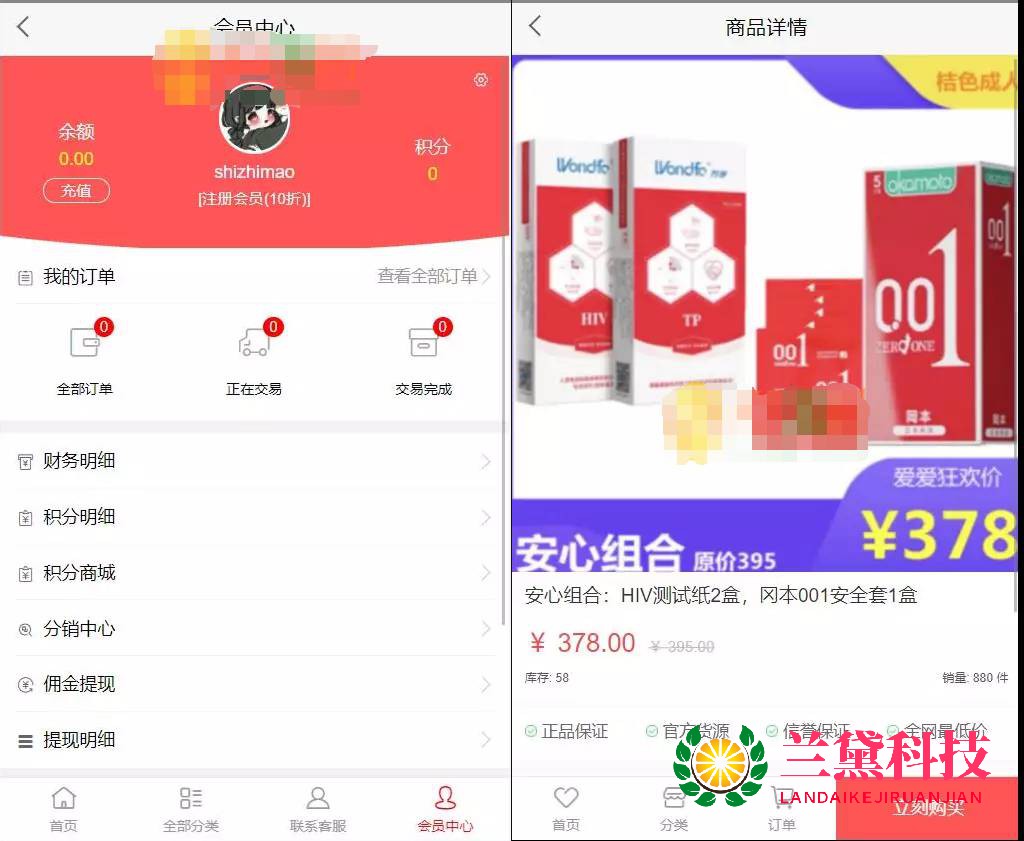 会员中心
余额
0.00
充值
shizhimao
[注册会员(10折)]
积分
0
我的订单
查看全部订单
0
0
0
全部订单
正在交易
交易完成
财务明细
积分明细
积分商城
分销中心
佣金提现
提现明细
首页
全部分类
联系客服
会员中心
商品详情
桔色成人
Wondfo
HIV
Wondfo 万孚
TP
001
001
5
okamoto
001
ZERO ONE
冈本
okamoto
001
爱爱狂欢价
¥378
安心组合 原价395
安心组合：HIV测试纸2盒，冈本001安全套1盒
¥ 378.00 ¥ 395.00
库存: 58
销量: 880 件
正品保证
官方货源
信誉保证
全网最低价
兰黛科技
LANDAIKEJIRUANJIAN
首页
分类
订单
立刻购买